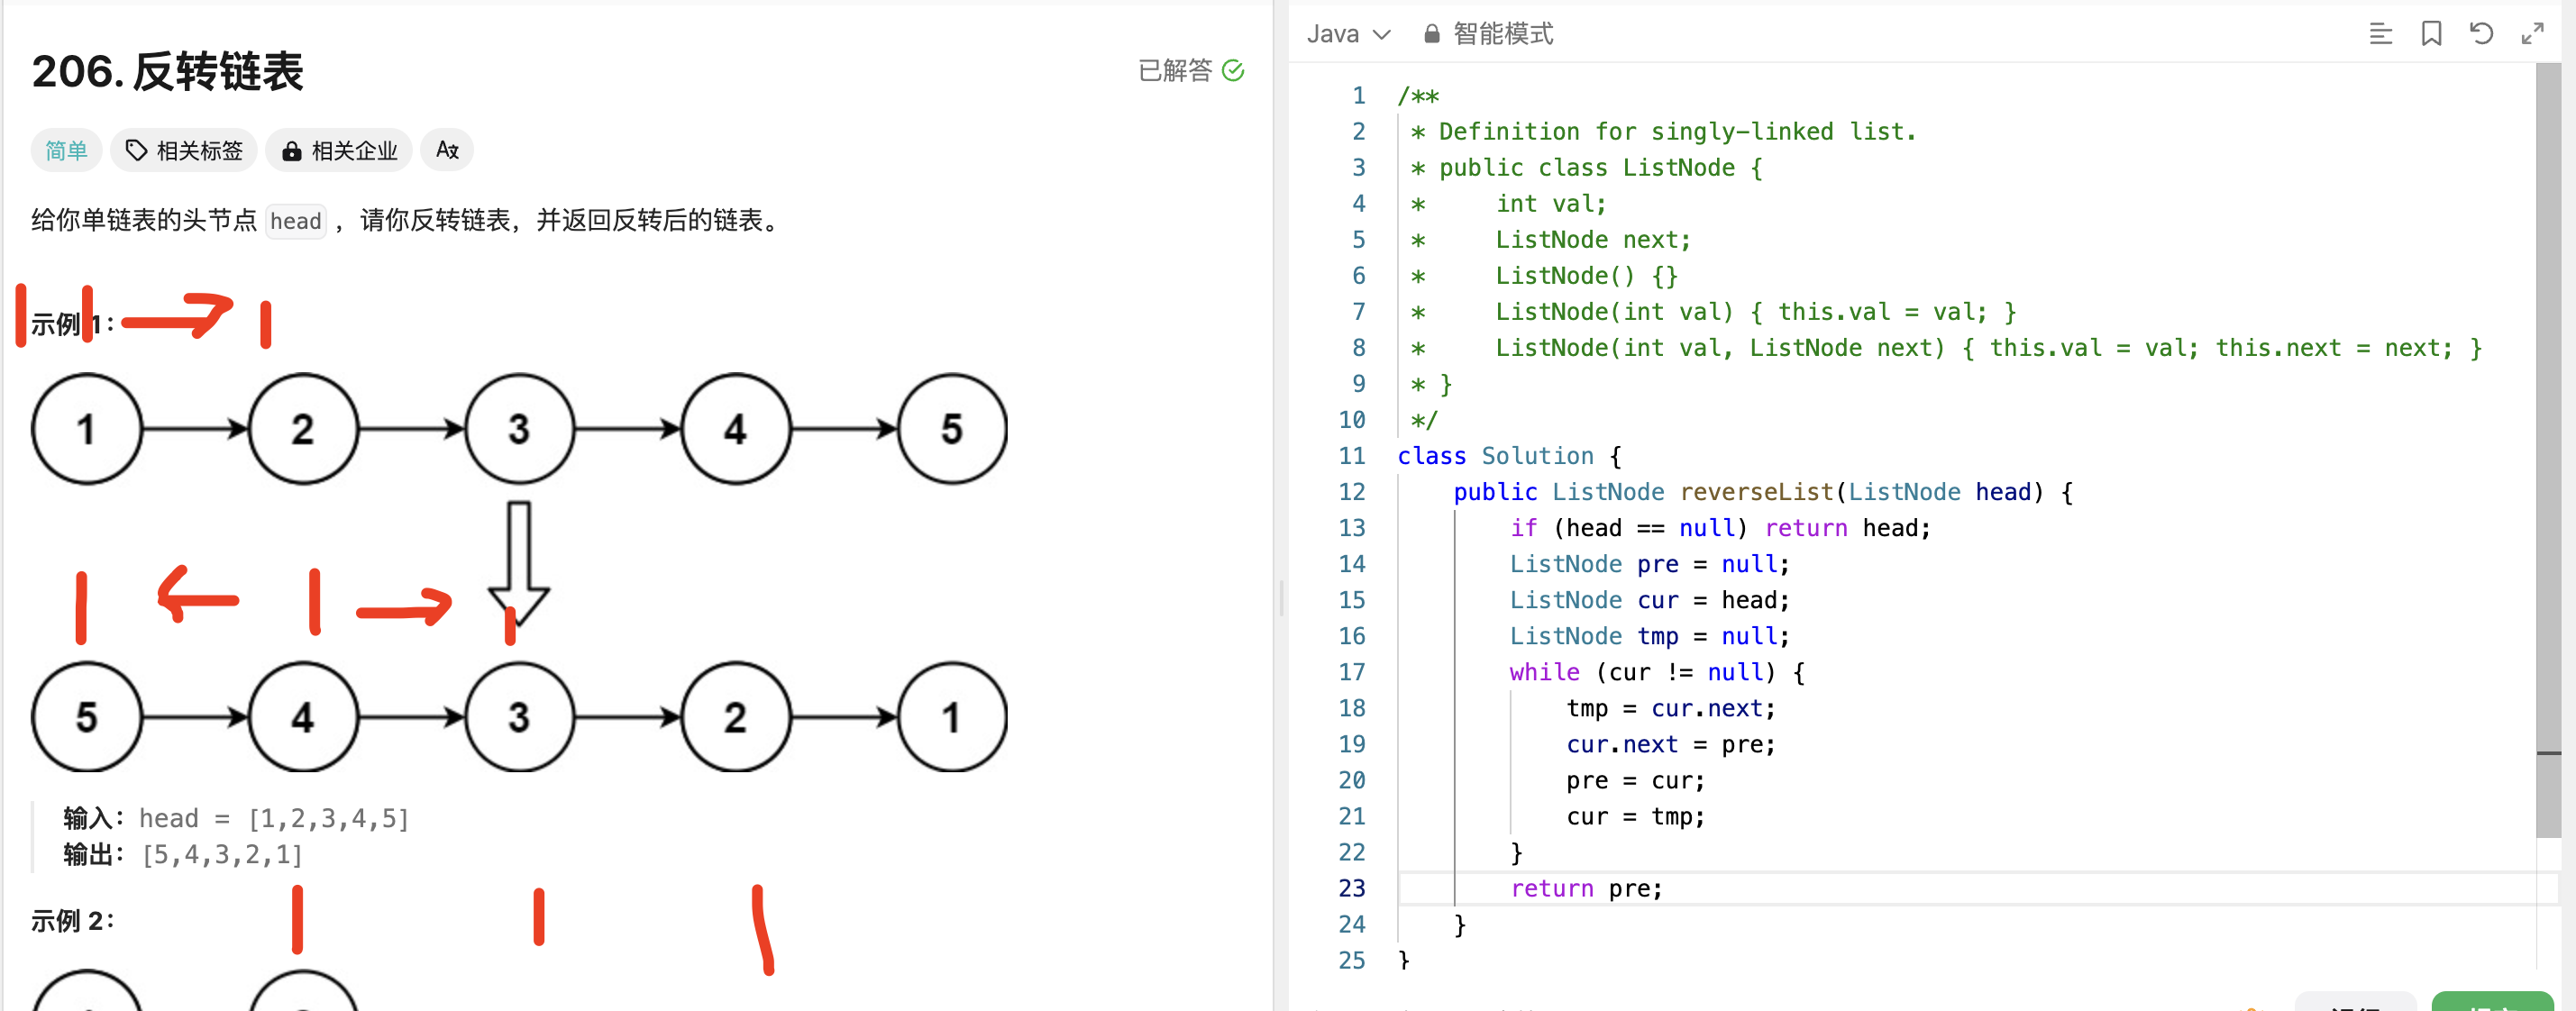 206. 反转链表
已解答
简单 相关标签 相关企业 A文
给你单链表的头节点 head ，请你反转链表，并返回反转后的链表。
示例 1：
1 2 3 4 5
5 4 3 2 1
输入：head = [1,2,3,4,5]
输出：[5,4,3,2,1]
示例 2：
Java 智能模式
1 /**
2  * Definition for singly-linked list.
3  * public class ListNode {
4  *     int val;
5  *     ListNode next;
6  *     ListNode() {}
7  *     ListNode(int val) { this.val = val; }
8  *     ListNode(int val, ListNode next) { this.val = val; this.next = next; }
9  * }
10  */
11 class Solution {
12     public ListNode reverseList(ListNode head) {
13         if (head == null) return head;
14         ListNode pre = null;
15         ListNode cur = head;
16         ListNode tmp = null;
17         while (cur != null) {
18             tmp = cur.next;
19             cur.next = pre;
20             pre = cur;
21             cur = tmp;
22         }
23         return pre;
24     }
25 }